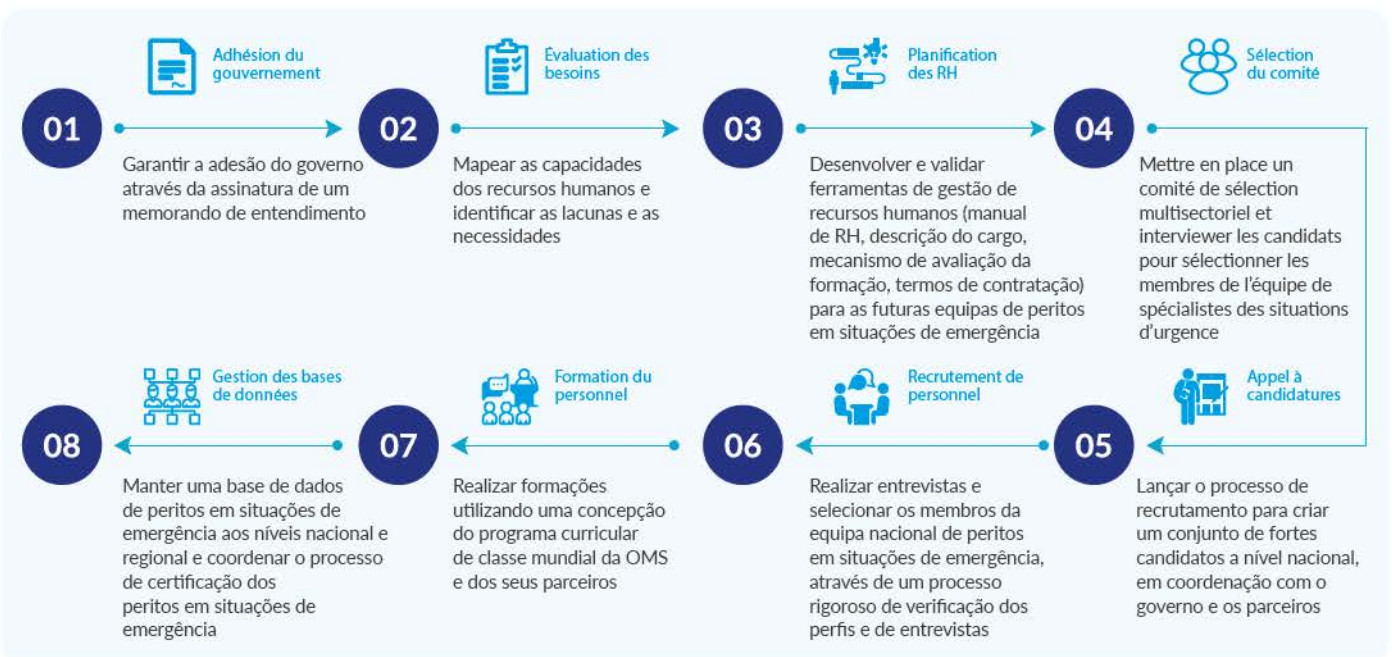 01
Adhésion du
gouvernement
Garantir a adesão do governo
através da assinatura de um
memorando de entendimento
02
Évaluation des
besoins
Mapear as capacidades
dos recursos humanos e
identificar as lacunas e as
necessidades
03
Planification
des RH
Desenvolver e validar
ferramentas de gestão de
recursos humanos (manual
de RH, descrição do cargo,
mecanismo de avaliação da
formação, termos de contratação)
para as futuras equipas de peritos
em situações de emergência
04
Sélection
du comité
Mettre en place un
comité de sélection
multisectoriel et
interviewer les candidats
pour sélectionner les
membres de l'équipe de
spécialistes des situations
d'urgence
05
Appel à
candidatures
Lançar o processo de
recrutamento para criar
um conjunto de fortes
candidatos a nível nacional,
em coordenação com o
governo e os parceiros
06
Recrutement de
personnel
Realizar entrevistas e
selecionar os membros da
equipa nacional de peritos
em situações de emergência,
através de um processo
rigoroso de verificação dos
perfis e de entrevistas
07
Formation du
personnel
Realizar formações
utilizando uma concepção
do programa curricular
de classe mundial da OMS
e dos seus parceiros
08
Gestion des bases
de données
Manter uma base de dados
de peritos em situações de
emergência aos níveis nacional e
regional e coordenar o processo
de certificação dos
peritos em situações de
emergência